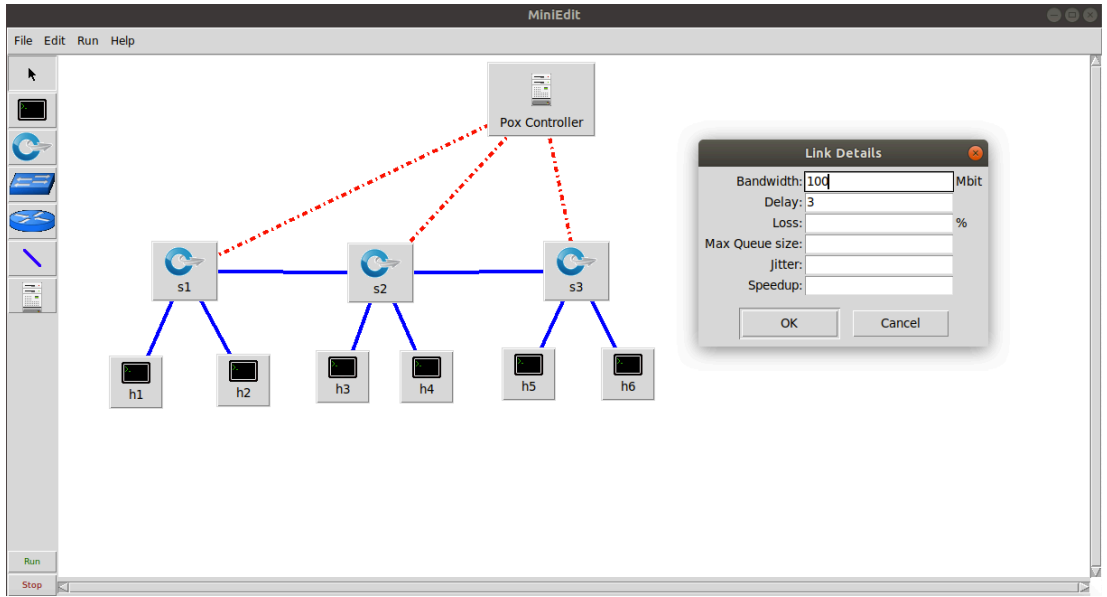 MiniEdit
File Edit Run Help
Pox Controller
Link Details
Bandwidth: 100 Mbit
Delay: 3
Loss: %
Max Queue size:
Jitter:
Speedup:
OK Cancel
s1 s2 s3
h1 h2 h3 h4 h5 h6
Run
Stop